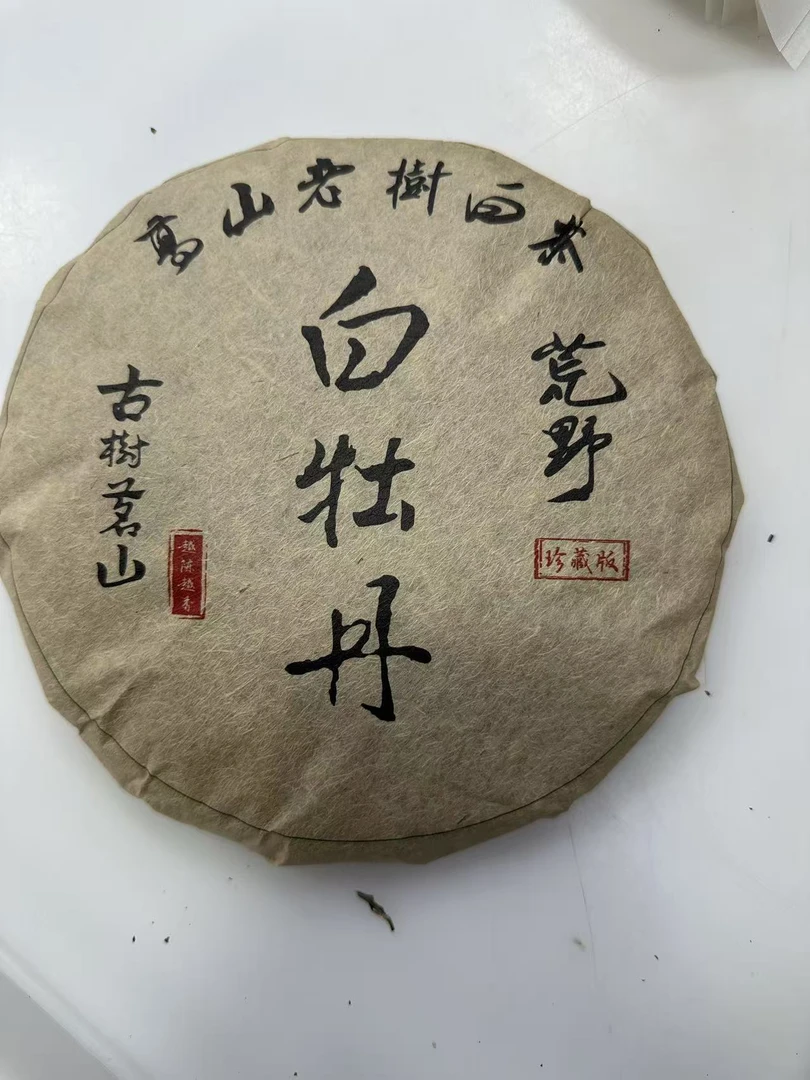 高山老樹白茶
白牡丹
荒野
珍藏版
古樹茗山
越陈越香